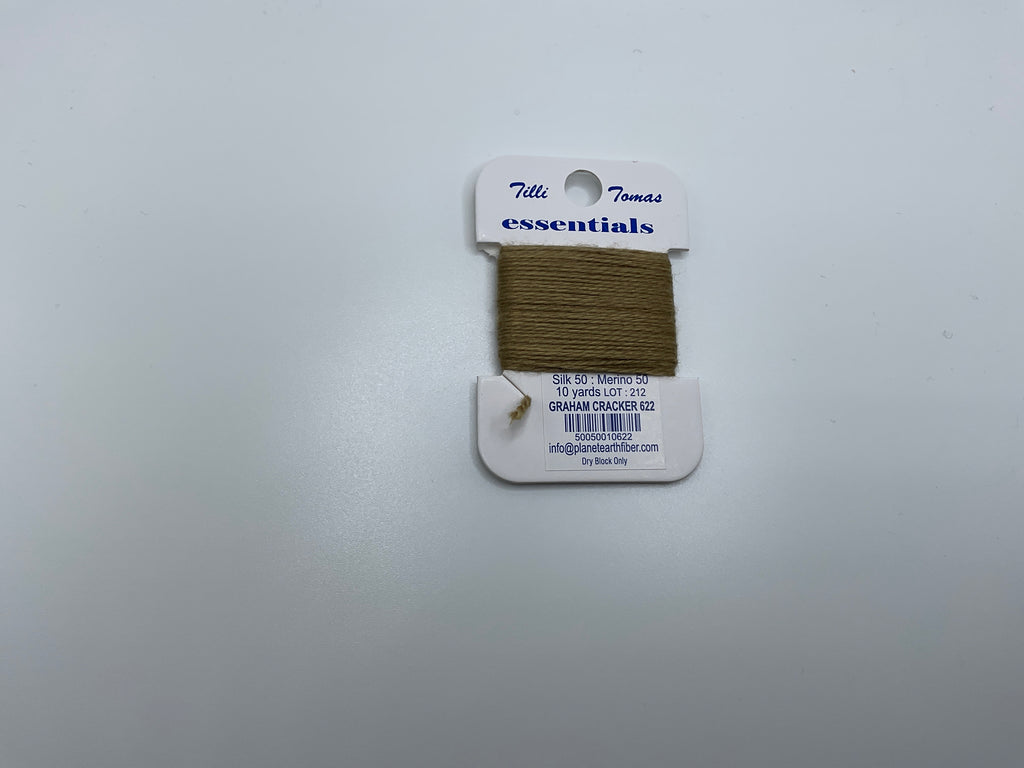 Tilli Tomas
essentials
Silk 50 : Merino 50
10 yards LOT : 212
GRAHAM CRACKER 622
50050010622
info@planetearthfiber.com
Dry Block Only